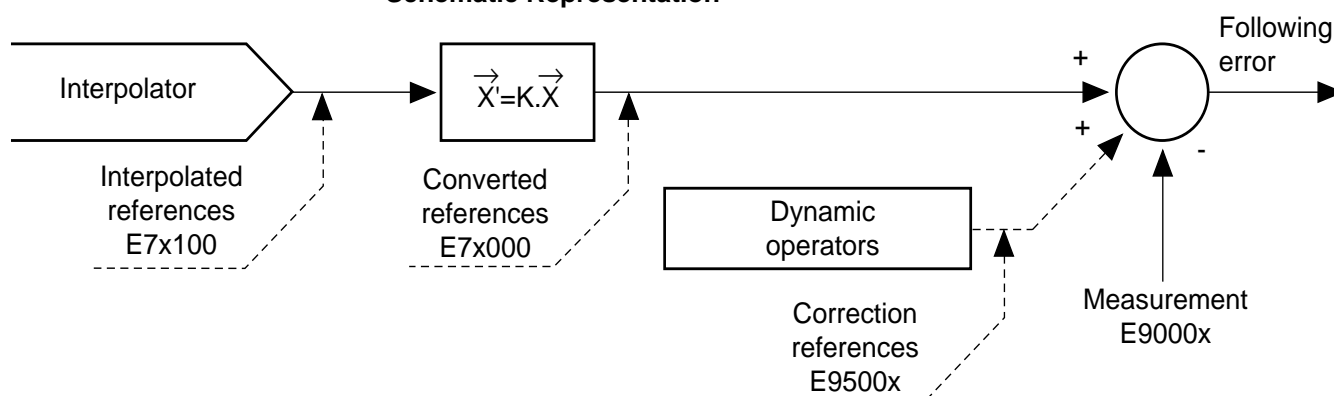 Schematic Representation
Following
error
Interpolator
X'=K.X
+
+
-
Interpolated
references
E7x100
Converted
references
E7x000
Dynamic
operators
Correction
references
E9500x
Measurement
E9000x